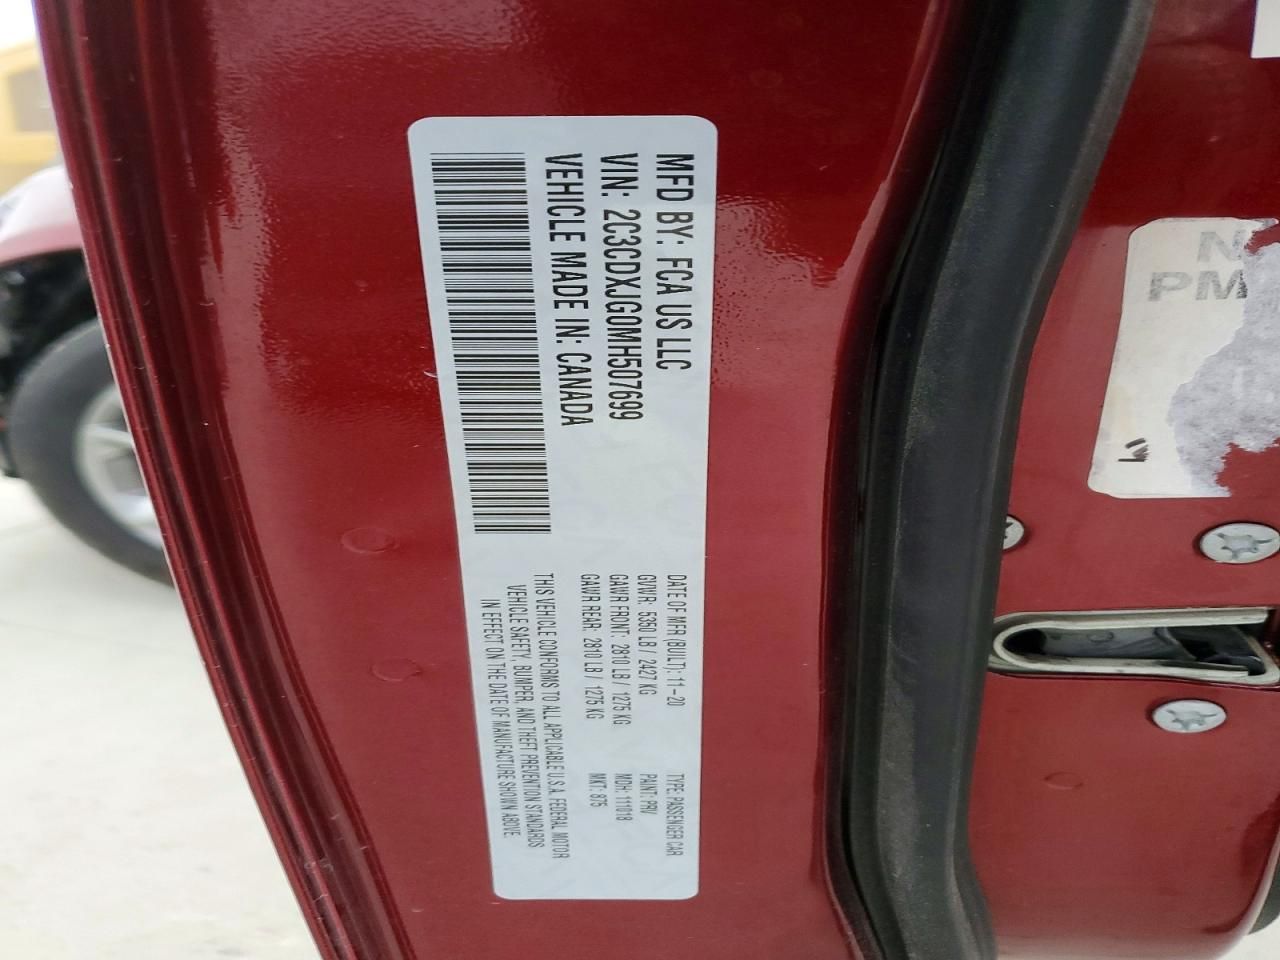 MFD BY: FCA US LLC
VIN: 2C3CDXJG0MH507699
VEHICLE MADE IN: CANADA
DATE OF MFR (BUILT): 11-20
GVWR: 5350 LB / 2427 KG
GAWR FRONT: 2810 LB / 1275 KG
GAWR REAR: 2810 LB / 1275 KG
TYPE: PASSENGER CAR
PAINT: PRV
MDH: 111018
MKT: 875
THIS VEHICLE CONFORMS TO ALL APPLICABLE U.S.A. FEDERAL MOTOR
VEHICLE SAFETY, BUMPER, AND THEFT PREVENTION STANDARDS
IN EFFECT ON THE DATE OF MANUFACTURE SHOWN ABOVE.
PM